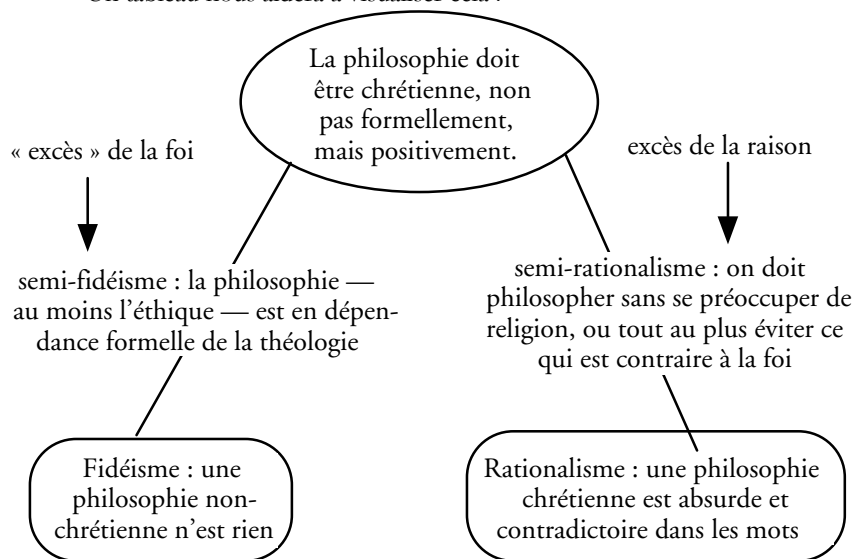 La philosophie doit
être chrétienne, non
pas formellement,
mais positivement.
« excès » de la foi
excès de la raison
semi-fidéisme : la philosophie —
au moins l’éthique — est en dépen-
dance formelle de la théologie
semi-rationalisme : on doit
philosopher sans se préoccuper de
religion, ou tout au plus éviter ce
qui est contraire à la foi
Fidéisme : une
philosophie non-
chrétienne n’est rien
Rationalisme : une philosophie
chrétienne est absurde et
contradictoire dans les mots